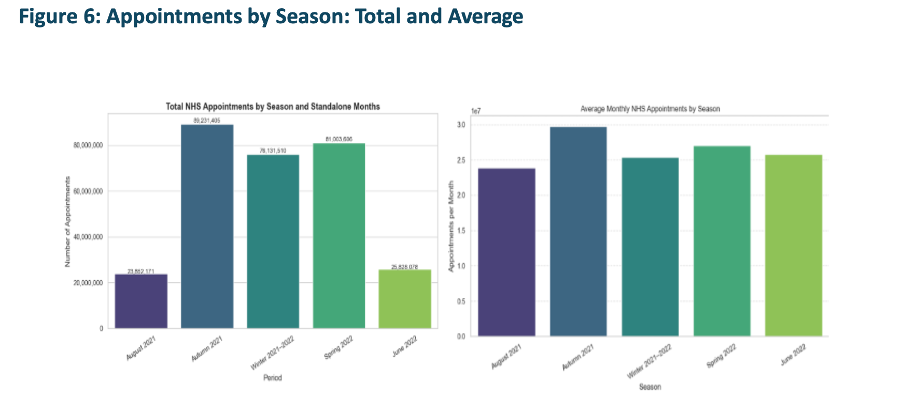 Figure 6: Appointments by Season: Total and Average
Total NHS Appointments by Season and Standalone Months
89,231,405
81,003,606
76,131,510
23,852,171
25,828,078
80,000,000
60,000,000
40,000,000
20,000,000
0
Number of Appointments
August 2021
Autumn 2021
Winter 2021-2022
Spring 2022
June 2022
Period
1e7
Average Monthly NHS Appointments by Season
3.0
2.5
2.0
1.5
1.0
0.5
0.0
Appointments per Month
August 2021
Autumn 2021
Winter 2021-2022
Spring 2022
June 2022
Season